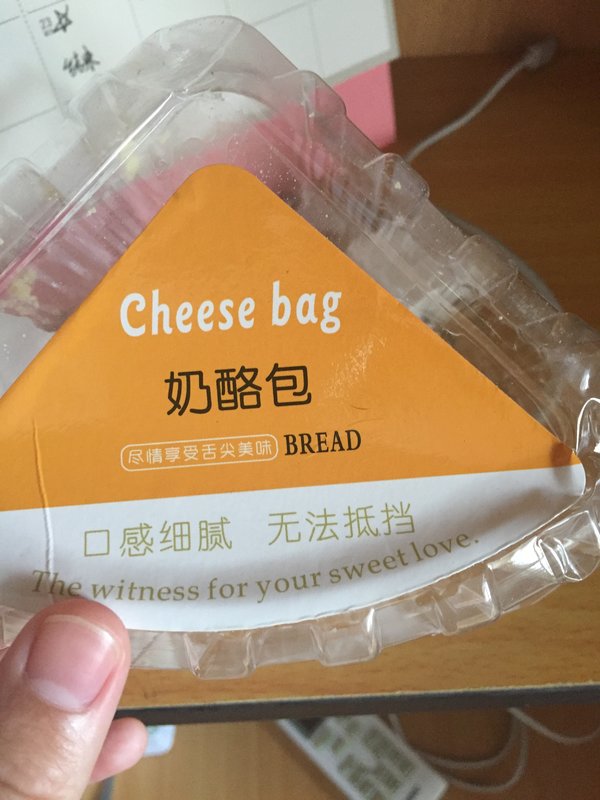 Cheese bag
奶酪包
尽情享受舌尖美味 BREAD
口感细腻 无法抵挡
The witness for your sweet love.